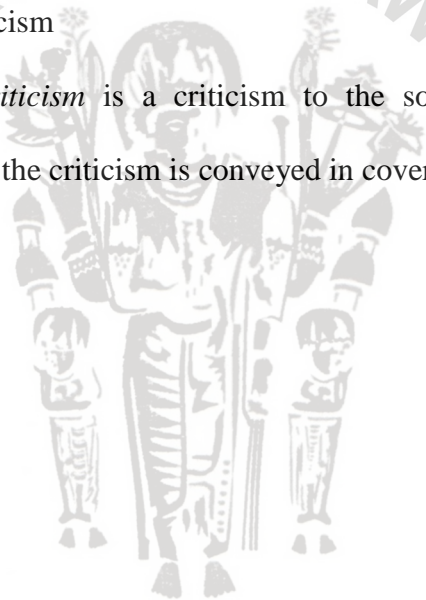 cism
iticism is a criticism to the so
the criticism is conveyed in cover